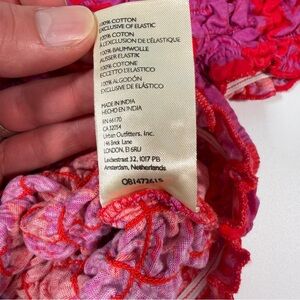 100% COTTON
EXCLUSIVE OF ELASTIC
100% COTON
A L'EXCLUSION DE L'ÉLASTIQUE
100% BAUMWOLLE
AUSSER ELASTIK
100% COTONE
ECCETTO L'ELASTICO
100% ALGODÓN
EXCLUSIVE DE ELÁSTICO
MADE IN INDIA
HECHO EN INDIA
RN 66170
CA 32054
Urban Outfitters, Inc.
146 Brick Lane
LONDON, E1 6RU
Leidsestraat 32, 1017 PB
Amsterdam, Netherlands
OB1472615